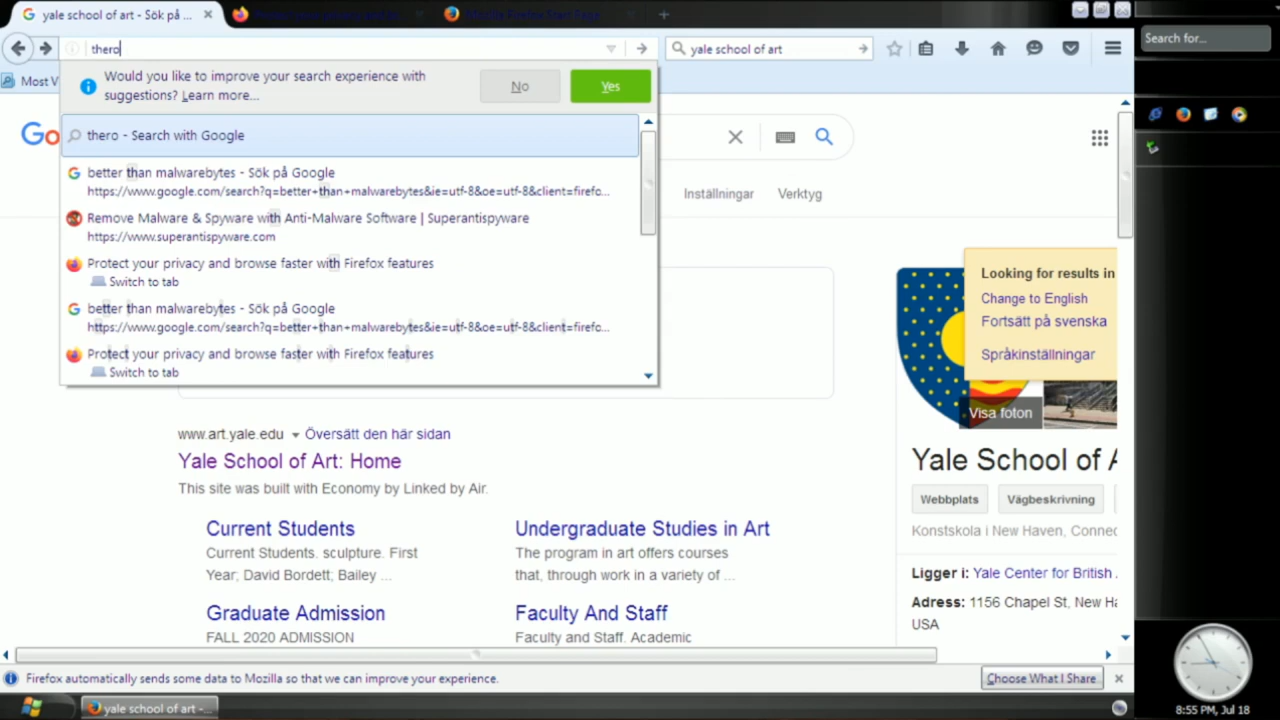 yale school of art - Sök på ...
Mozilla Firefox Start Page
thero
yale school of art
Search for...
Most V
Would you like to improve your search experience with
suggestions? Learn more...
No
Yes
Go
thero - Search with Google
better than malwarebytes - Sök på Google
https://www.google.com/search?q=better+than+malwarebytes&ie=utf-8&oe=utf-8&client=firefo...
Remove Malware & Spyware with Anti-Malware Software | Superantispyware
https://www.superantispyware.com
Protect your privacy and browse faster with Firefox features
Switch to tab
better than malwarebytes - Sök på Google
https://www.google.com/search?q=better+than+malwarebytes&ie=utf-8&oe=utf-8&client=firefo...
Protect your privacy and browse faster with Firefox features
Switch to tab
Inställningar
Verktyg
Looking for results in
Change to English
Fortsätt på svenska
Språkinställningar
Visa foton
www.art.yale.edu
Översätt den här sidan
Yale School of Art: Home
This site was built with Economy by Linked by Air.
Current Students
Current Students. sculpture. First
Year; David Bordett; Bailey ...
Undergraduate Studies in Art
The program in art offers courses
that, through work in a variety of ...
Graduate Admission
FALL 2020 ADMISSION
Faculty And Staff
Faculty and Staff. Academic
Yale School of A
Webbplats
Vägbeskrivning
Konstskola i New Haven, Connec
Ligger i: Yale Center for British .
Adress: 1156 Chapel St, New Ha
USA
Firefox automatically sends some data to Mozilla so that we can improve your experience.
Choose What I Share
yale school of art -...
8:55 PM, Jul 18